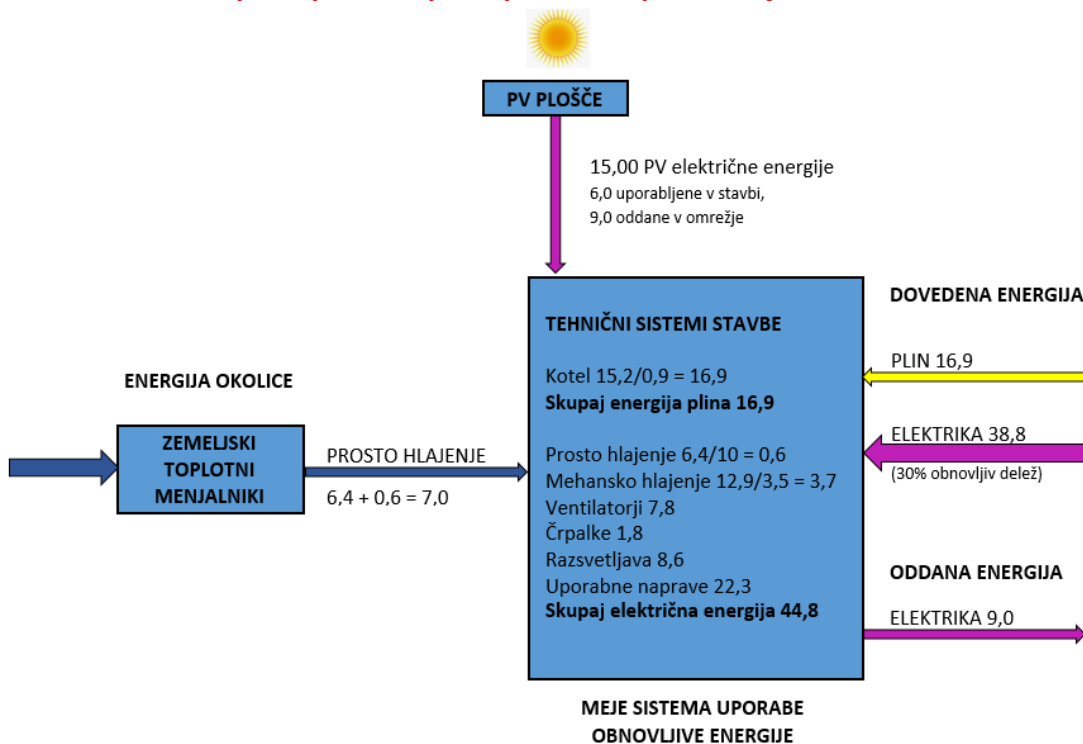 PV PLOŠČE
15,00 PV električne energije
6,0 uporabljene v stavbi,
9,0 oddane v omrežje
ENERGIJA OKOLICE
ZEMELJSKI
TOPLOTNI
MENJALNIKI
PROSTO HLAJENJE
6,4 + 0,6 = 7,0
TEHNIČNI SISTEMI STAVBE
Kotel 15,2/0,9 = 16,9
Skupaj energija plina 16,9
Prosto hlajenje 6,4/10 = 0,6
Mehansko hlajenje 12,9/3,5 = 3,7
Ventilatorji 7,8
Črpalke 1,8
Razsvetljava 8,6
Uporabne naprave 22,3
Skupaj električna energija 44,8
DOVEDENA ENERGIJA
PLIN 16,9
ELEKTRIKA 38,8
(30% obnovljiv delež)
ODDANA ENERGIJA
ELEKTRIKA 9,0
MEJE SISTEMA UPORABE
OBNOVLJIVE ENERGIJE